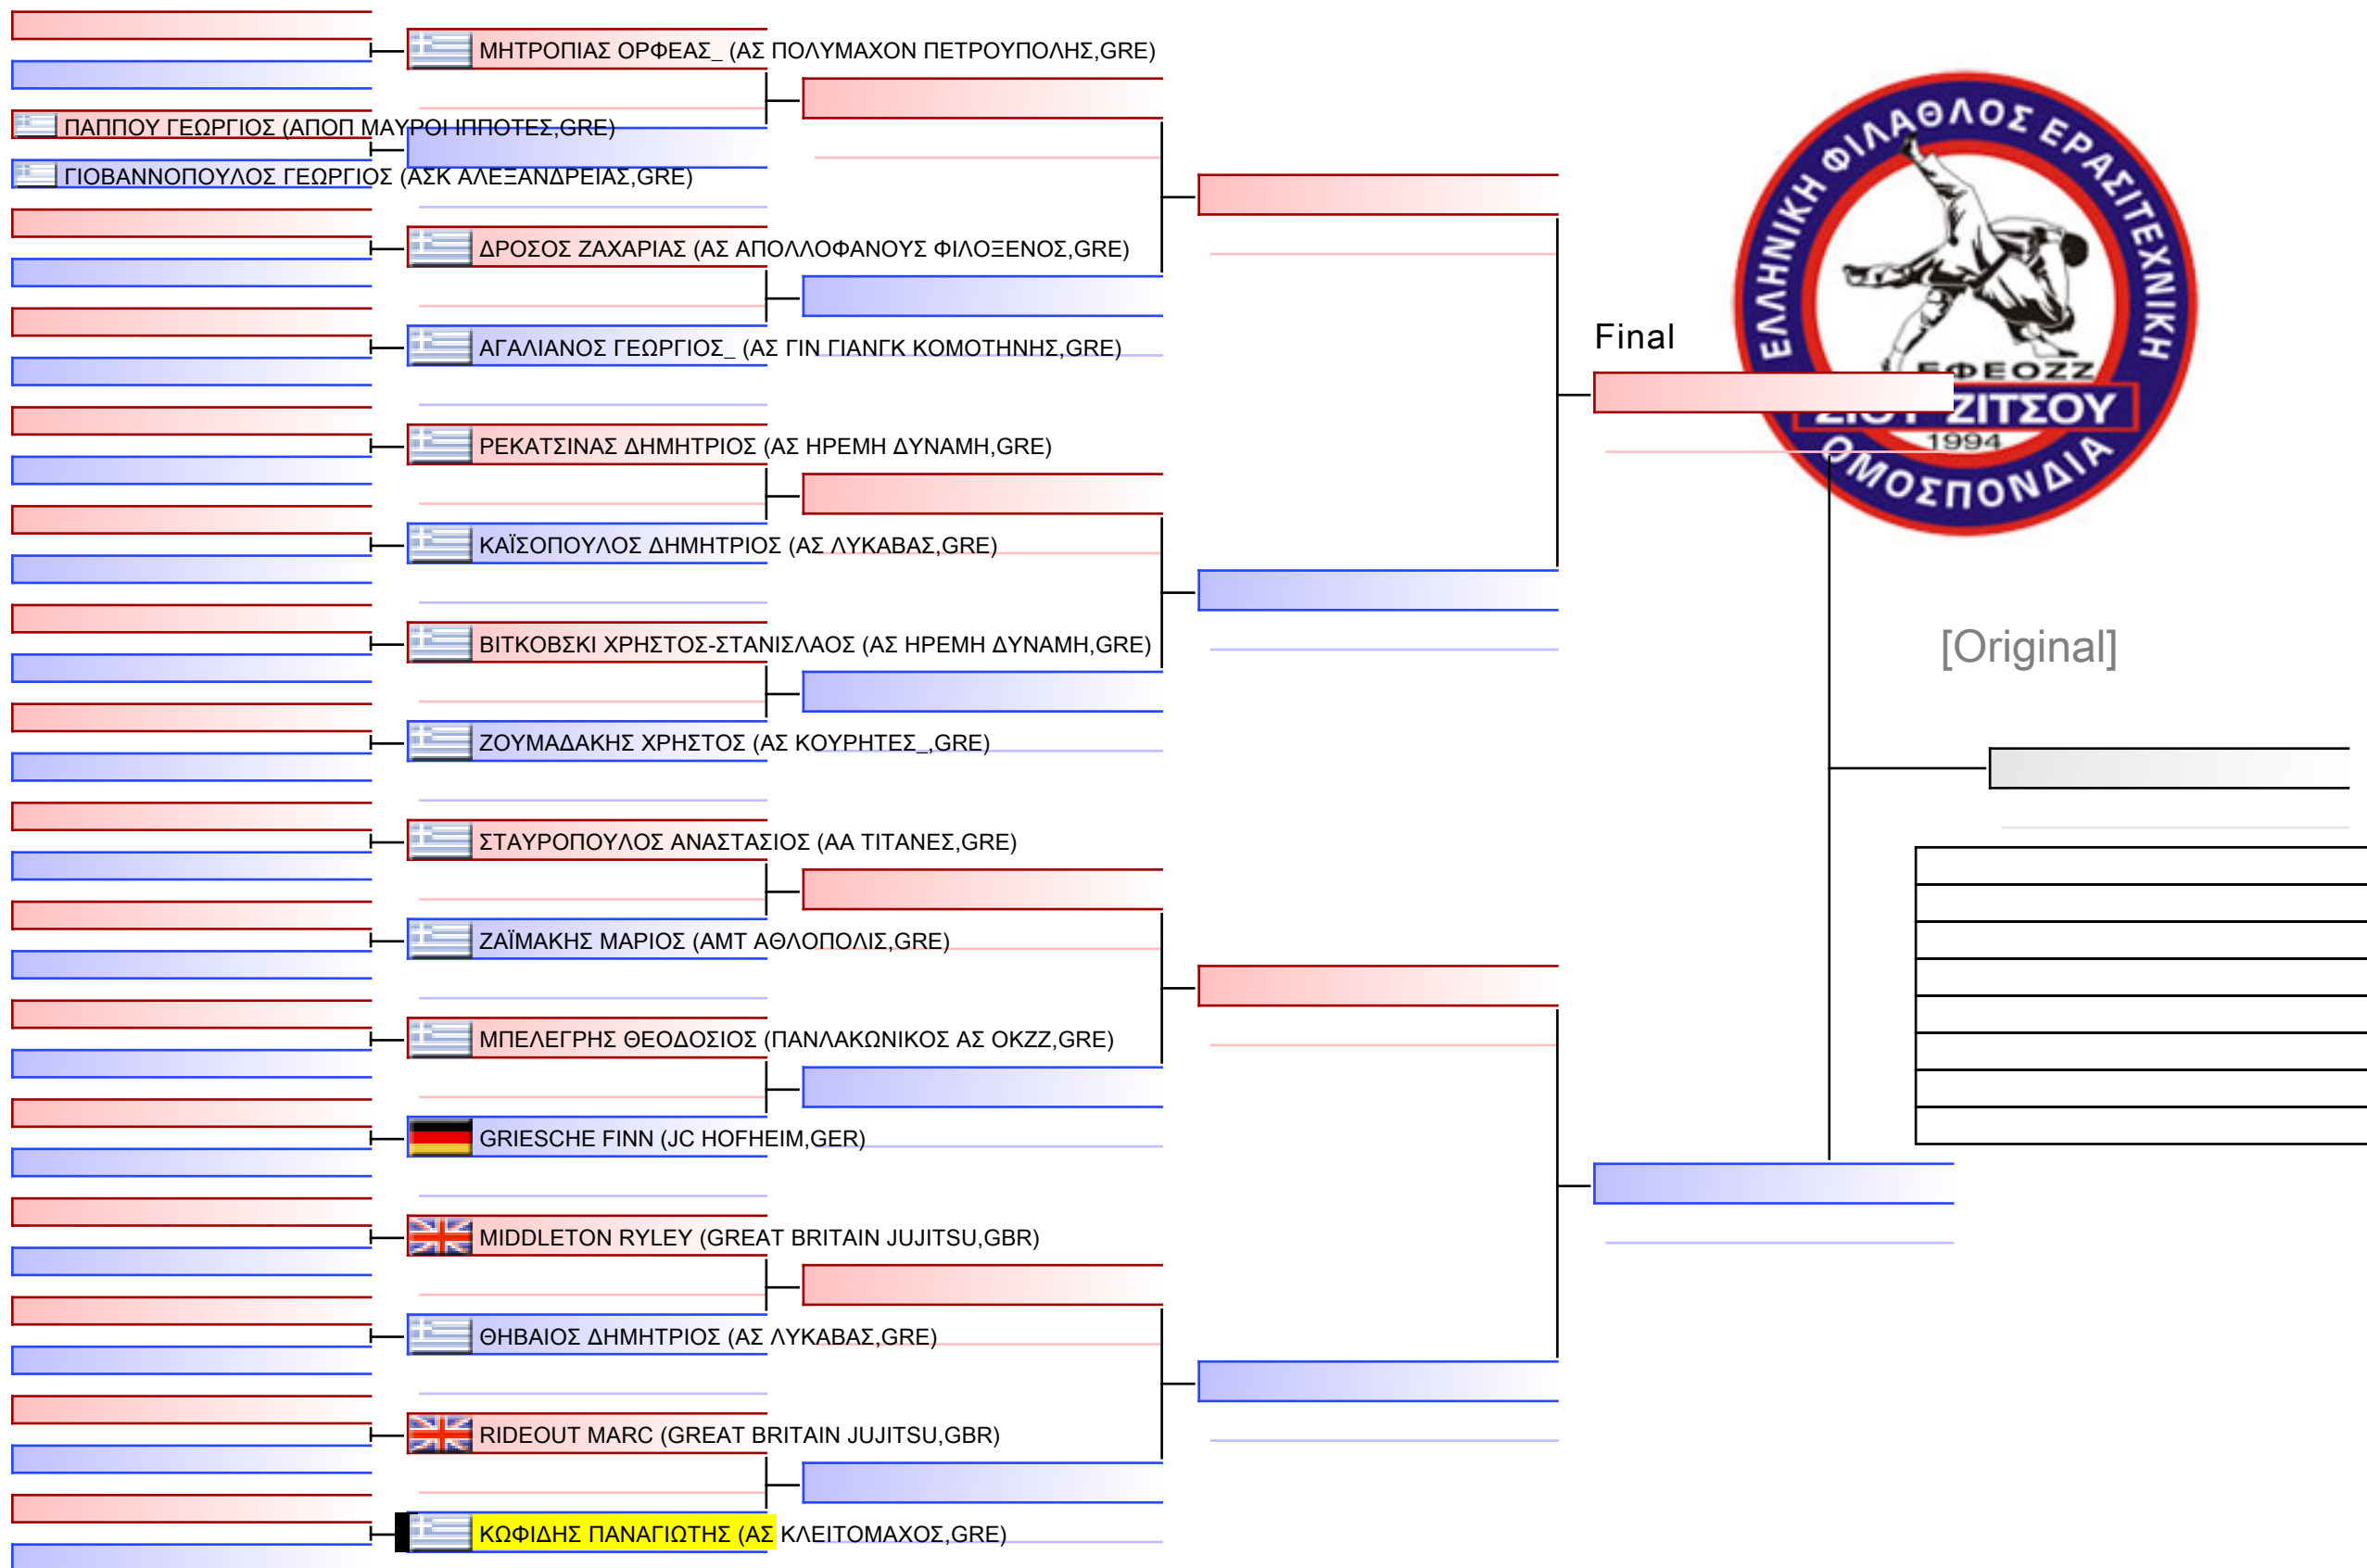 ΜΗΤΡΟΠΙΑΣ ΟΡΦΕΑΣ_ (ΑΣ ΠΟΛΥΜΑΧΟΝ ΠΕΤΡΟΥΠΟΛΗΣ,GRE)
ΠΑΠΠΟΥ ΓΕΩΡΓΙΟΣ (ΑΠΟΠ ΜΑΥΡΟΙ ΙΠΠΟΤΕΣ,GRE)
ΓΙΟΒΑΝΝΟΠΟΥΛΟΣ ΓΕΩΡΓΙΟΣ (ΑΣΚ ΑΛΕΞΑΝΔΡΕΙΑΣ,GRE)
ΔΡΟΣΟΣ ΖΑΧΑΡΙΑΣ (ΑΣ ΑΠΟΛΛΟΦΑΝΟΥΣ ΦΙΛΟΞΕΝΟΣ,GRE)
ΑΓΑΛΙΑΝΟΣ ΓΕΩΡΓΙΟΣ_ (ΑΣ ΓΙΝ ΓΙΑΝΓΚ ΚΟΜΟΤΗΝΗΣ,GRE)
ΡΕΚΑΤΣΙΝΑΣ ΔΗΜΗΤΡΙΟΣ (ΑΣ ΗΡΕΜΗ ΔΥΝΑΜΗ,GRE)
ΚΑΪΣΟΠΟΥΛΟΣ ΔΗΜΗΤΡΙΟΣ (ΑΣ ΛΥΚΑΒΑΣ,GRE)
ΒΙΤΚΟΒΣΚΙ ΧΡΗΣΤΟΣ-ΣΤΑΝΙΣΛΑΟΣ (ΑΣ ΗΡΕΜΗ ΔΥΝΑΜΗ,GRE)
ΖΟΥΜΑΔΑΚΗΣ ΧΡΗΣΤΟΣ (ΑΣ ΚΟΥΡΗΤΕΣ_,GRE)
ΣΤΑΥΡΟΠΟΥΛΟΣ ΑΝΑΣΤΑΣΙΟΣ (ΑΑ ΤΙΤΑΝΕΣ,GRE)
ΖΑΪΜΑΚΗΣ ΜΑΡΙΟΣ (ΑΜΤ ΑΘΛΟΠΟΛΙΣ,GRE)
ΜΠΕΛΕΓΡΗΣ ΘΕΟΔΟΣΙΟΣ (ΠΑΝΛΑΚΩΝΙΚΟΣ ΑΣ ΟΚΖΖ,GRE)
GRIESCHE FINN (JC HOFHEIM,GER)
MIDDLETON RYLEY (GREAT BRITAIN JUJITSU,GBR)
ΘΗΒΑΙΟΣ ΔΗΜΗΤΡΙΟΣ (ΑΣ ΛΥΚΑΒΑΣ,GRE)
RIDEOUT MARC (GREAT BRITAIN JUJITSU,GBR)
ΚΩΦΙΔΗΣ ΠΑΝΑΓΙΩΤΗΣ (ΑΣ ΚΛΕΙΤΟΜΑΧΟΣ,GRE)
Final
ΕΛΛΗΝΙΚΗ ΦΙΛΑΘΛΟΣ ΕΡΑΣΙΤΕΧΝΙΚΗ
ΕΦΕΟΖΖ
ΖΙΤΣΟΥ
1994
ΟΜΟΣΠΟΝΔΙΑ
[Original]